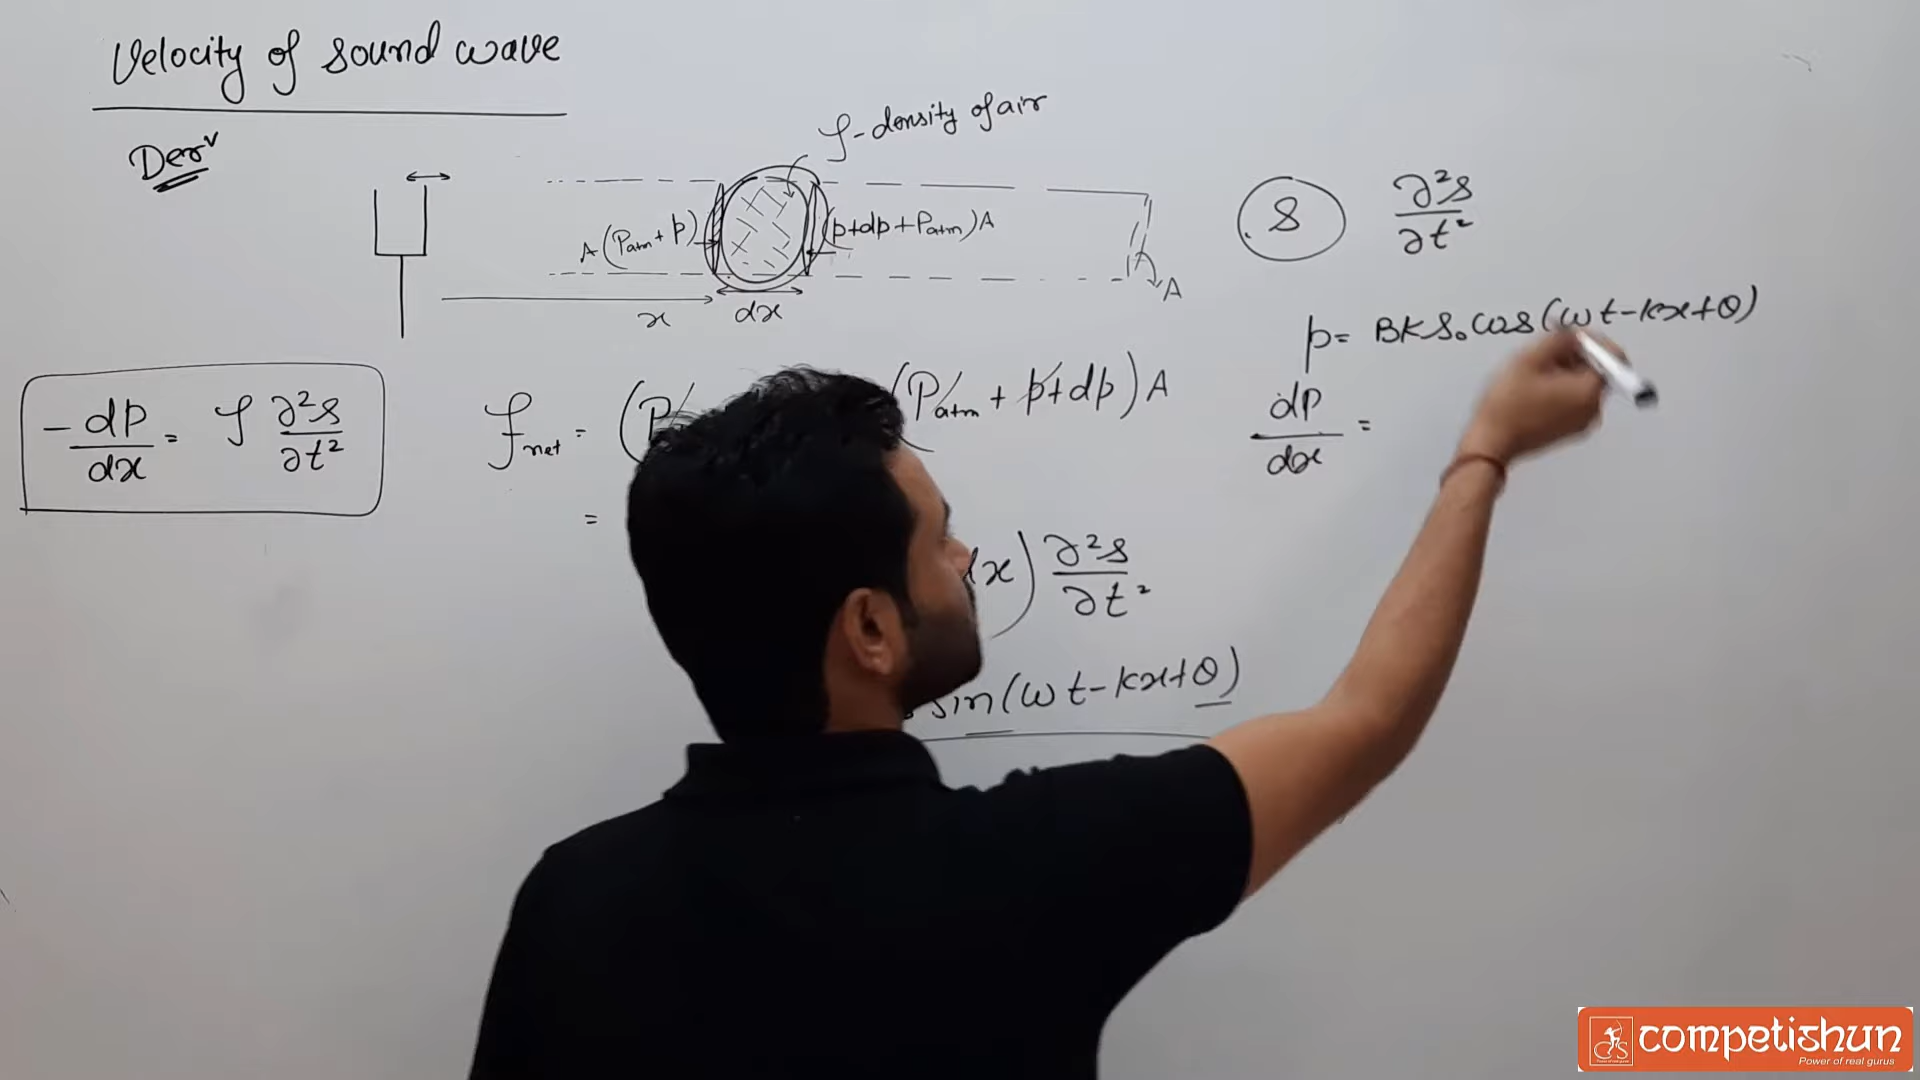 Velocity of sound wave
Derⁿ
ρ-density of air
A(Patm + p)
(p+dp+Patm)A
x
dx
A
S
∂²s/∂t²
p = BKS₀ cos(ωt-kx+θ)
dp/dx =
-dp/dx = ρ ∂²s/∂t²
fnet = (P
(Patm + p+dp)A
=
dx) ∂²s/∂t²
sin(ωt-kx+θ)
competishun
Power of real gurus